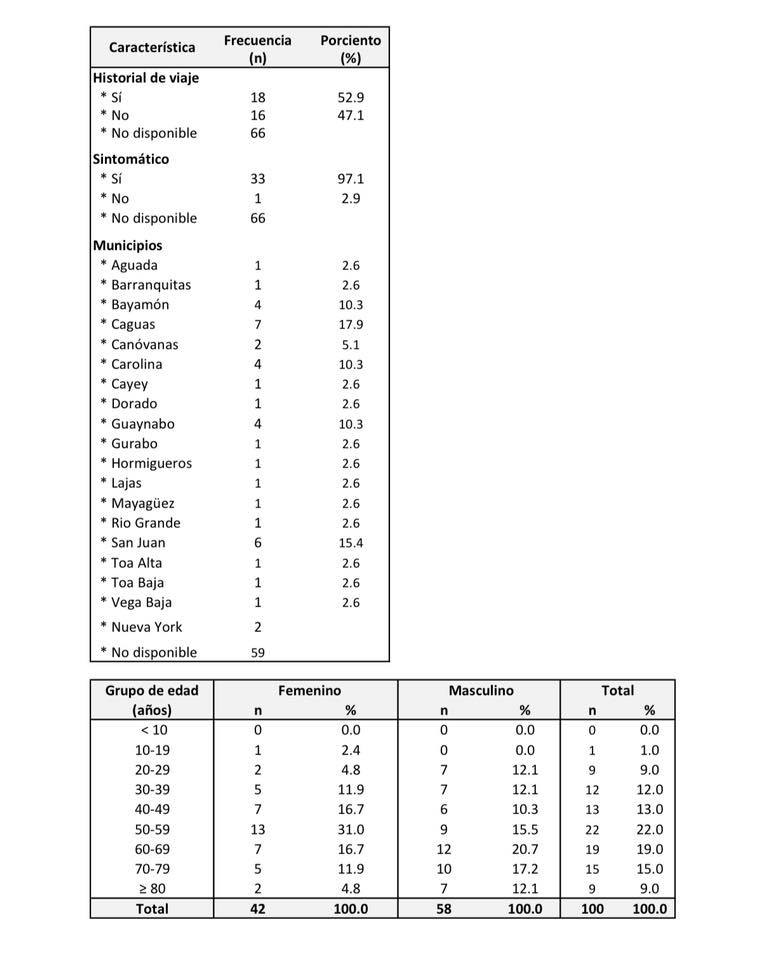 Característica Frecuencia (n) Porciento (%)
Historial de viaje
* Sí 18 52.9
* No 16 47.1
* No disponible 66
Sintomático
* Sí 33 97.1
* No 1 2.9
* No disponible 66
Municipios
* Aguada 1 2.6
* Barranquitas 1 2.6
* Bayamón 4 10.3
* Caguas 7 17.9
* Canóvanas 2 5.1
* Carolina 4 10.3
* Cayey 1 2.6
* Dorado 1 2.6
* Guaynabo 4 10.3
* Gurabo 1 2.6
* Hormigueros 1 2.6
* Lajas 1 2.6
* Mayagüez 1 2.6
* Rio Grande 1 2.6
* San Juan 6 15.4
* Toa Alta 1 2.6
* Toa Baja 1 2.6
* Vega Baja 1 2.6
* Nueva York 2
* No disponible 59
Grupo de edad Femenino Masculino Total
(años) n % n % n %
< 10 0 0.0 0 0.0 0 0.0
10-19 1 2.4 0 0.0 1 1.0
20-29 2 4.8 7 12.1 9 9.0
30-39 5 11.9 7 12.1 12 12.0
40-49 7 16.7 6 10.3 13 13.0
50-59 13 31.0 9 15.5 22 22.0
60-69 7 16.7 12 20.7 19 19.0
70-79 5 11.9 10 17.2 15 15.0
≥ 80 2 4.8 7 12.1 9 9.0
Total 42 100.0 58 100.0 100 100.0